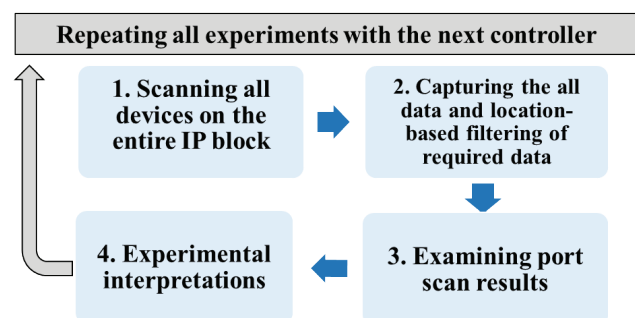 Repeating all experiments with the next controller
1. Scanning all
devices on the
entire IP block
2. Capturing the all
data and location-
based filtering of
required data
3. Examining port
scan results
4. Experimental
interpretations